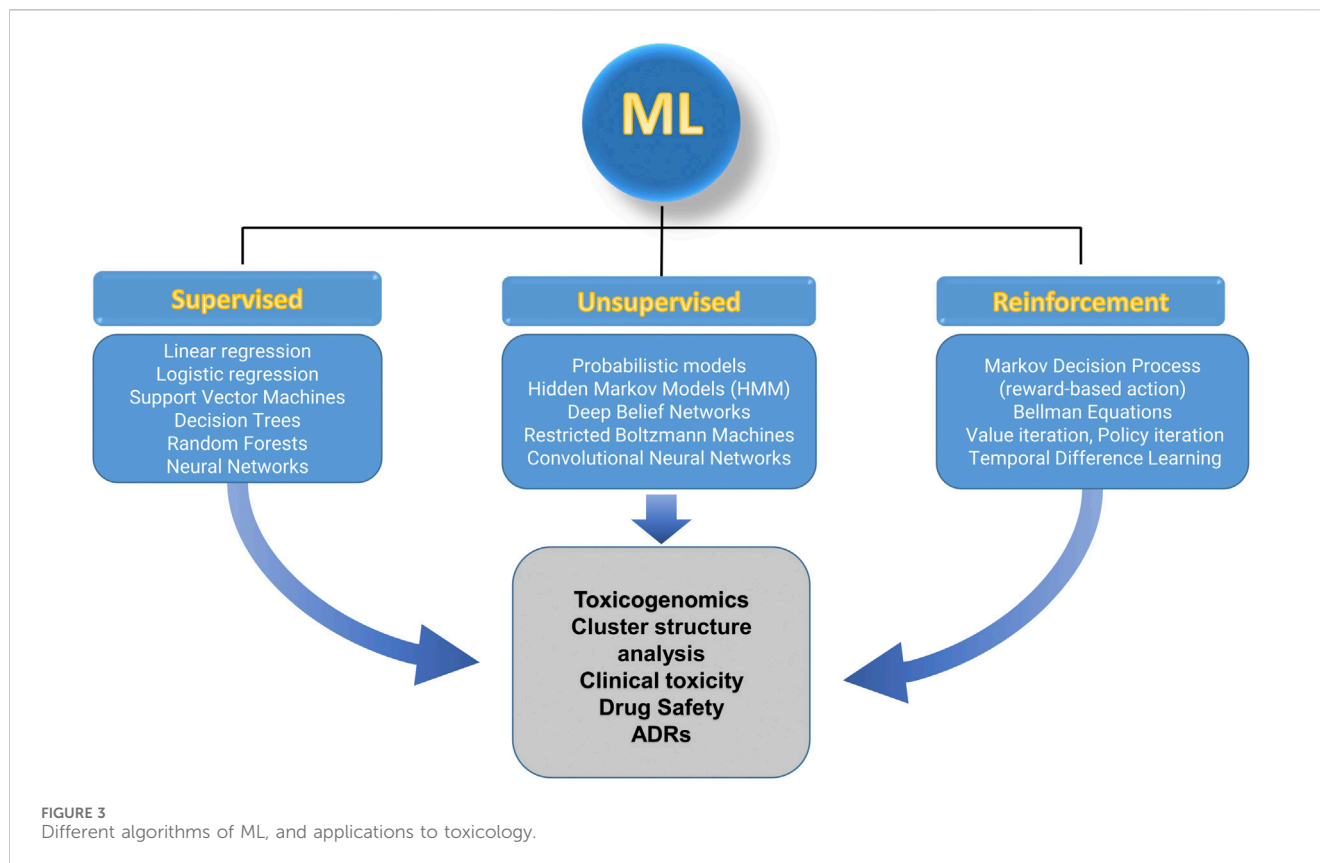 ML
Supervised
Linear regression
Logistic regression
Support Vector Machines
Decision Trees
Random Forests
Neural Networks
Unsupervised
Probabilistic models
Hidden Markov Models (HMM)
Deep Belief Networks
Restricted Boltzmann Machines
Convolutional Neural Networks
Reinforcement
Markov Decision Process
(reward-based action)
Bellman Equations
Value iteration, Policy iteration
Temporal Difference Learning
Toxicogenomics
Cluster structure
analysis
Clinical toxicity
Drug Safety
ADRs
FIGURE 3
Different algorithms of ML, and applications to toxicology.